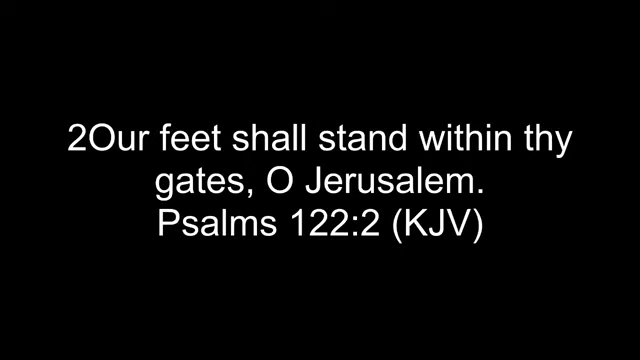 2Our feet shall stand within thy
gates, O Jerusalem.
Psalms 122:2 (KJV)